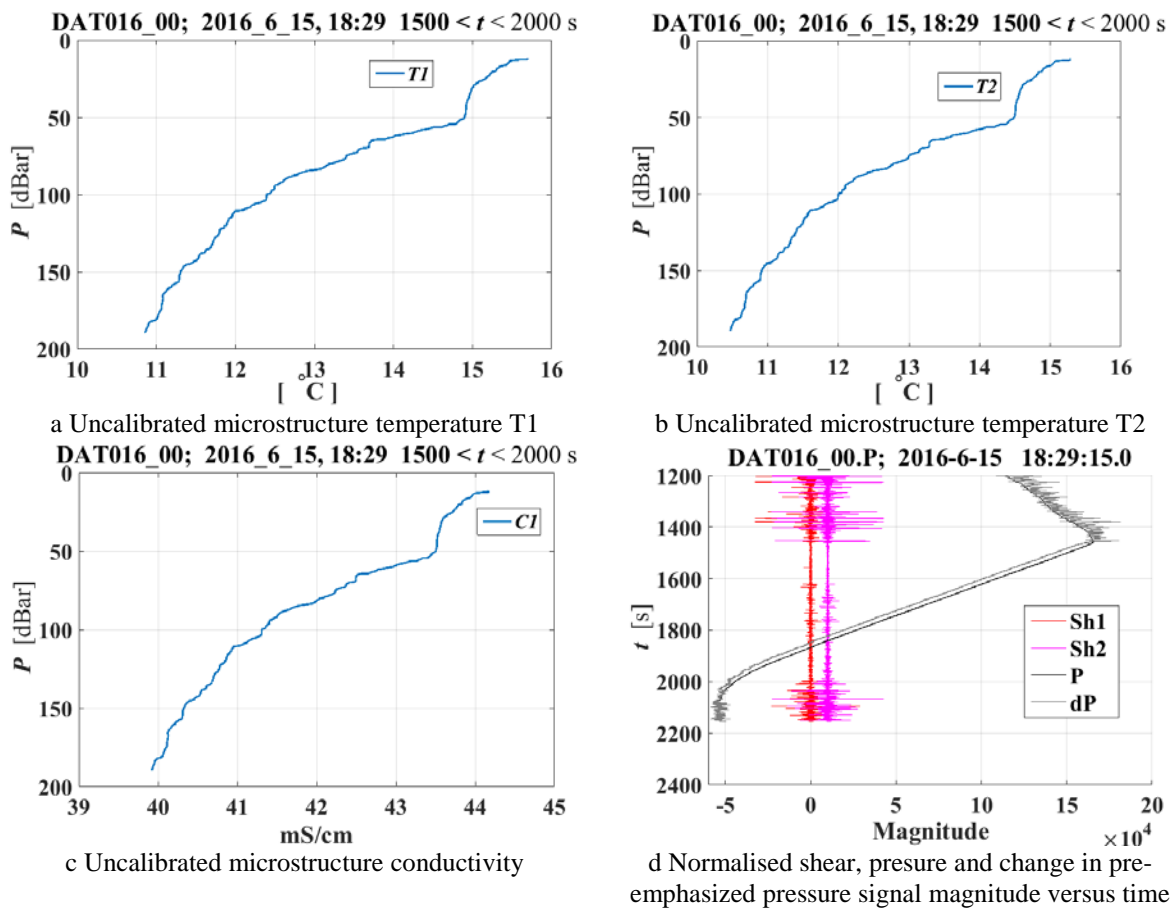 DAT016_00; 2016_6_15, 18:29 1500 < t < 2000 s
T1
0
50
100
150
200
P [dBar]
10 11 12 13 14 15 16
[ °C ]
a Uncalibrated microstructure temperature T1
DAT016_00; 2016_6_15, 18:29 1500 < t < 2000 s
T2
0
50
100
150
200
P [dBar]
10 11 12 13 14 15 16
[ °C ]
b Uncalibrated microstructure temperature T2
DAT016_00; 2016_6_15, 18:29 1500 < t < 2000 s
C1
0
50
100
150
200
P [dBar]
39 40 41 42 43 44 45
mS/cm
c Uncalibrated microstructure conductivity
DAT016_00.P; 2016-6-15 18:29:15.0
1200
1400
1600
1800
2000
2200
2400
t [s]
Sh1
Sh2
P
dP
-5 0 5 10 15 20
Magnitude ×10⁴
d Normalised shear, presure and change in pre-
emphasized pressure signal magnitude versus time